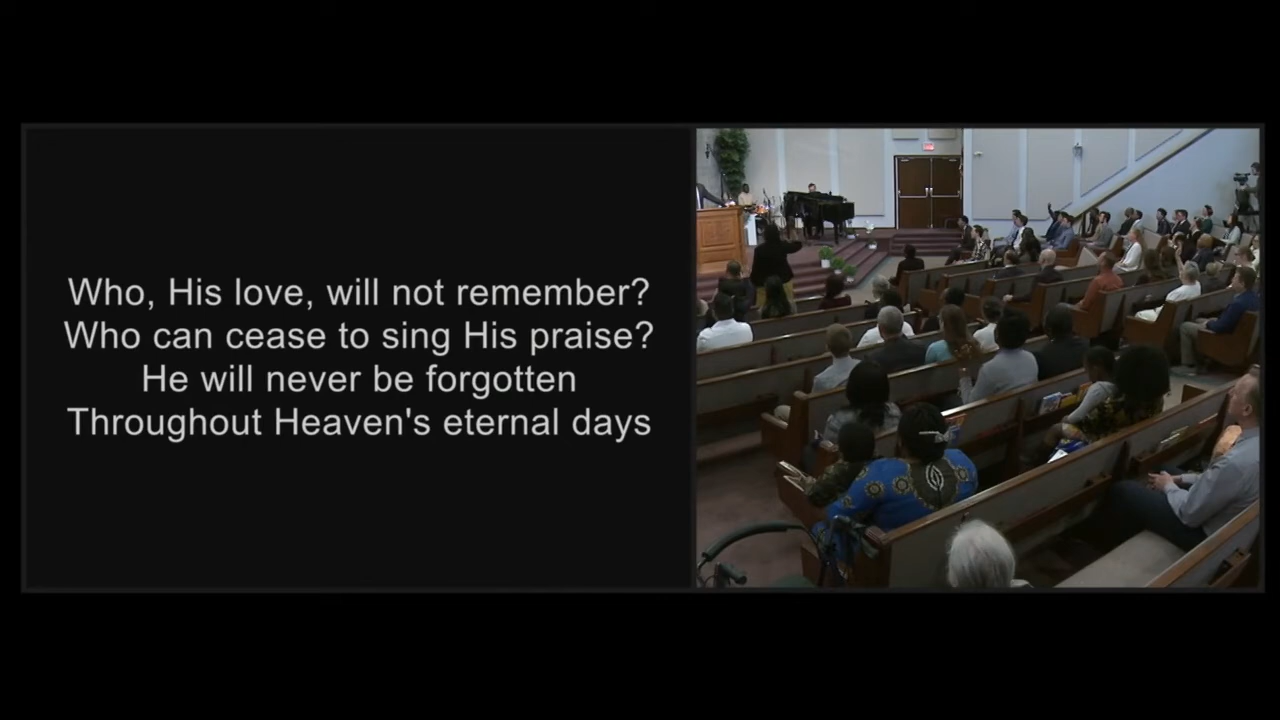 Who, His love, will not remember?
Who can cease to sing His praise?
He will never be forgotten
Throughout Heaven's eternal days